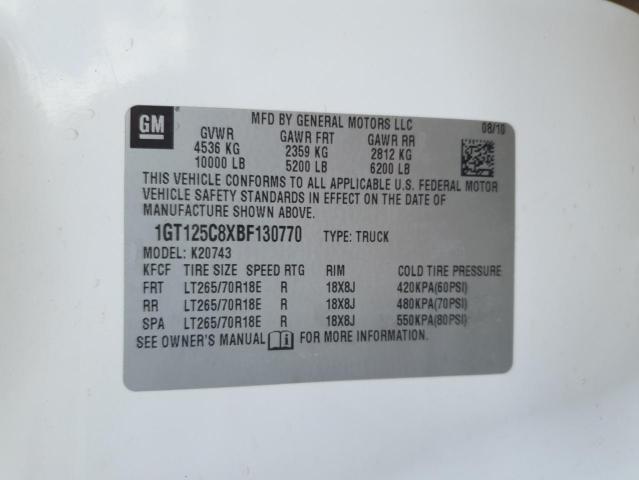 GM
MFD BY GENERAL MOTORS LLC 08/10
GVWR GAWR FRT GAWR RR
4536 KG 2359 KG 2812 KG
10000 LB 5200 LB 6200 LB
THIS VEHICLE CONFORMS TO ALL APPLICABLE U.S. FEDERAL MOTOR
VEHICLE SAFETY STANDARDS IN EFFECT ON THE DATE OF
MANUFACTURE SHOWN ABOVE.
1GT125C8XBF130770 TYPE: TRUCK
MODEL: K20743
KFCF TIRE SIZE SPEED RTG RIM COLD TIRE PRESSURE
FRT LT265/70R18E R 18X8J 420KPA(60PSI)
RR LT265/70R18E R 18X8J 480KPA(70PSI)
SPA LT265/70R18E R 18X8J 550KPA(80PSI)
SEE OWNER'S MANUAL FOR MORE INFORMATION.